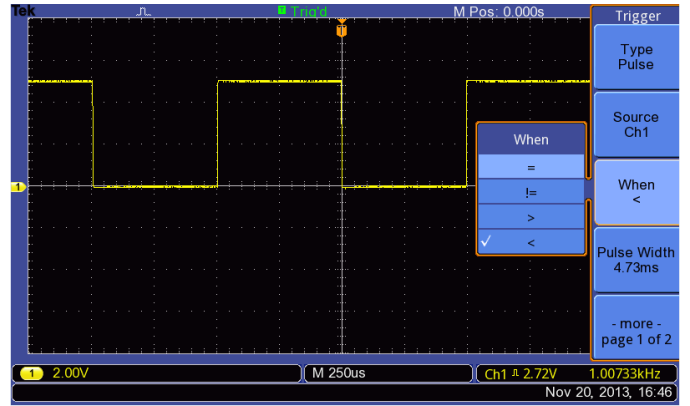 Tek
T Trig'd
M Pos: 0.000s
T
1
When
=
!=
>
✓ <
Trigger
Type
Pulse
Source
Ch1
When
<
Pulse Width
4.73ms
- more -
page 1 of 2
1 2.00V
M 250us
Ch1 2.72V 1.00733kHz
Nov 20, 2013, 16:46